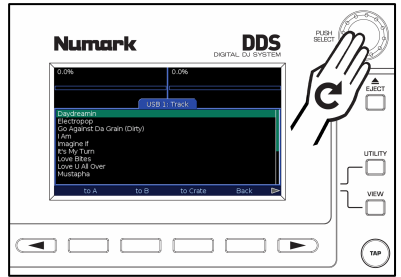 Numark
DDS
DIGITAL DJ SYSTEM
PUSH
SELECT
0.0%
0.0%
USB 1: Track
Daydreamin
Electropop
Go Against Da Grain (Dirty)
I Am
Imagine If
It's My Turn
Love Bites
Love U All Over
Mustapha
to A
to B
to Crate
Back
EJECT
UTILITY
VIEW
TAP